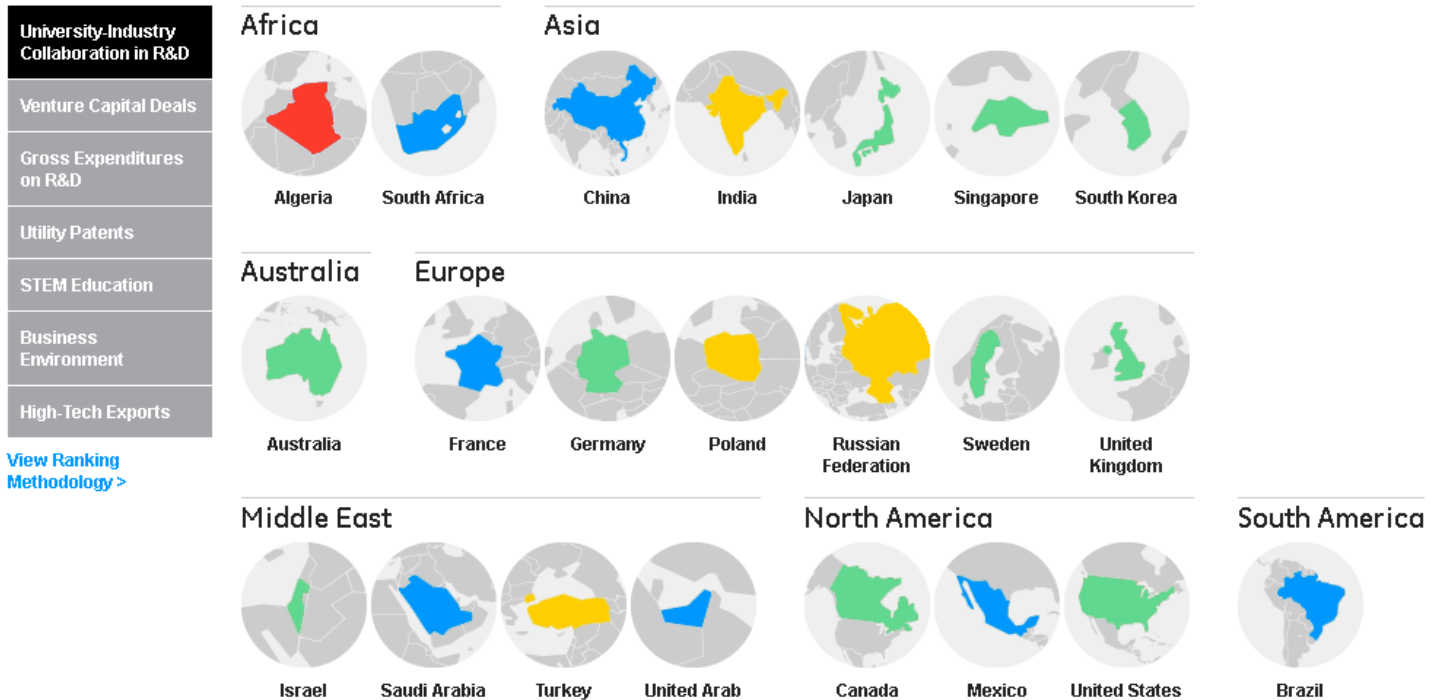 University-Industry
Collaboration in R&D
Venture Capital Deals
Gross Expenditures
on R&D
Utility Patents
STEM Education
Business
Environment
High-Tech Exports
View Ranking
Methodology >
Africa
Asia
Algeria
South Africa
China
India
Japan
Singapore
South Korea
Australia
Europe
Australia
France
Germany
Poland
Russian
Federation
Sweden
United
Kingdom
Middle East
North America
South America
Israel
Saudi Arabia
Turkey
United Arab
Canada
Mexico
United States
Brazil